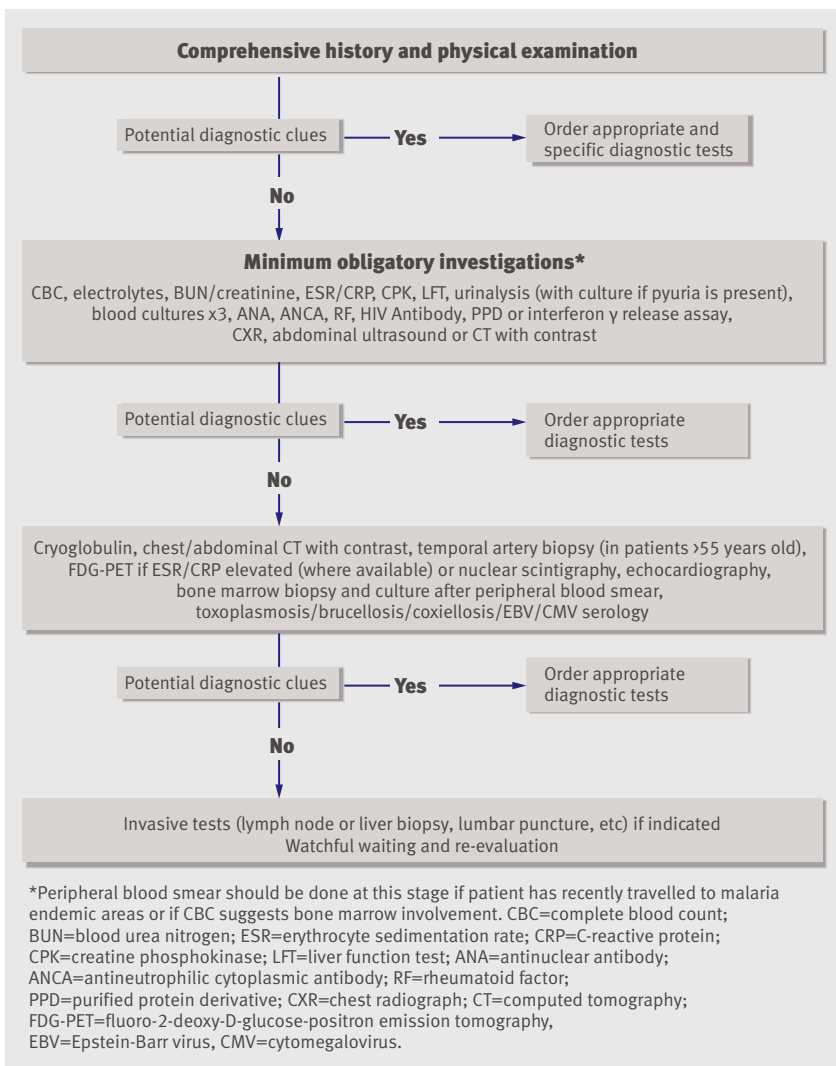 Comprehensive history and physical examination
Potential diagnostic clues
Yes
Order appropriate and
specific diagnostic tests
No
Minimum obligatory investigations*
CBC, electrolytes, BUN/creatinine, ESR/CRP, CPK, LFT, urinalysis (with culture if pyuria is present),
blood cultures x3, ANA, ANCA, RF, HIV Antibody, PPD or interferon γ release assay,
CXR, abdominal ultrasound or CT with contrast
Potential diagnostic clues
Yes
Order appropriate
diagnostic tests
No
Cryoglobulin, chest/abdominal CT with contrast, temporal artery biopsy (in patients >55 years old),
FDG-PET if ESR/CRP elevated (where available) or nuclear scintigraphy, echocardiography,
bone marrow biopsy and culture after peripheral blood smear,
toxoplasmosis/brucellosis/coxiellosis/EBV/CMV serology
Potential diagnostic clues
Yes
Order appropriate
diagnostic tests
No
Invasive tests (lymph node or liver biopsy, lumbar puncture, etc) if indicated
Watchful waiting and re-evaluation
*Peripheral blood smear should be done at this stage if patient has recently travelled to malaria
endemic areas or if CBC suggests bone marrow involvement. CBC=complete blood count;
BUN=blood urea nitrogen; ESR=erythrocyte sedimentation rate; CRP=C-reactive protein;
CPK=creatine phosphokinase; LFT=liver function test; ANA=antinuclear antibody;
ANCA=antineutrophilic cytoplasmic antibody; RF=rheumatoid factor;
PPD=purified protein derivative; CXR=chest radiograph; CT=computed tomography;
FDG-PET=fluoro-2-deoxy-D-glucose-positron emission tomography,
EBV=Epstein-Barr virus, CMV=cytomegalovirus.